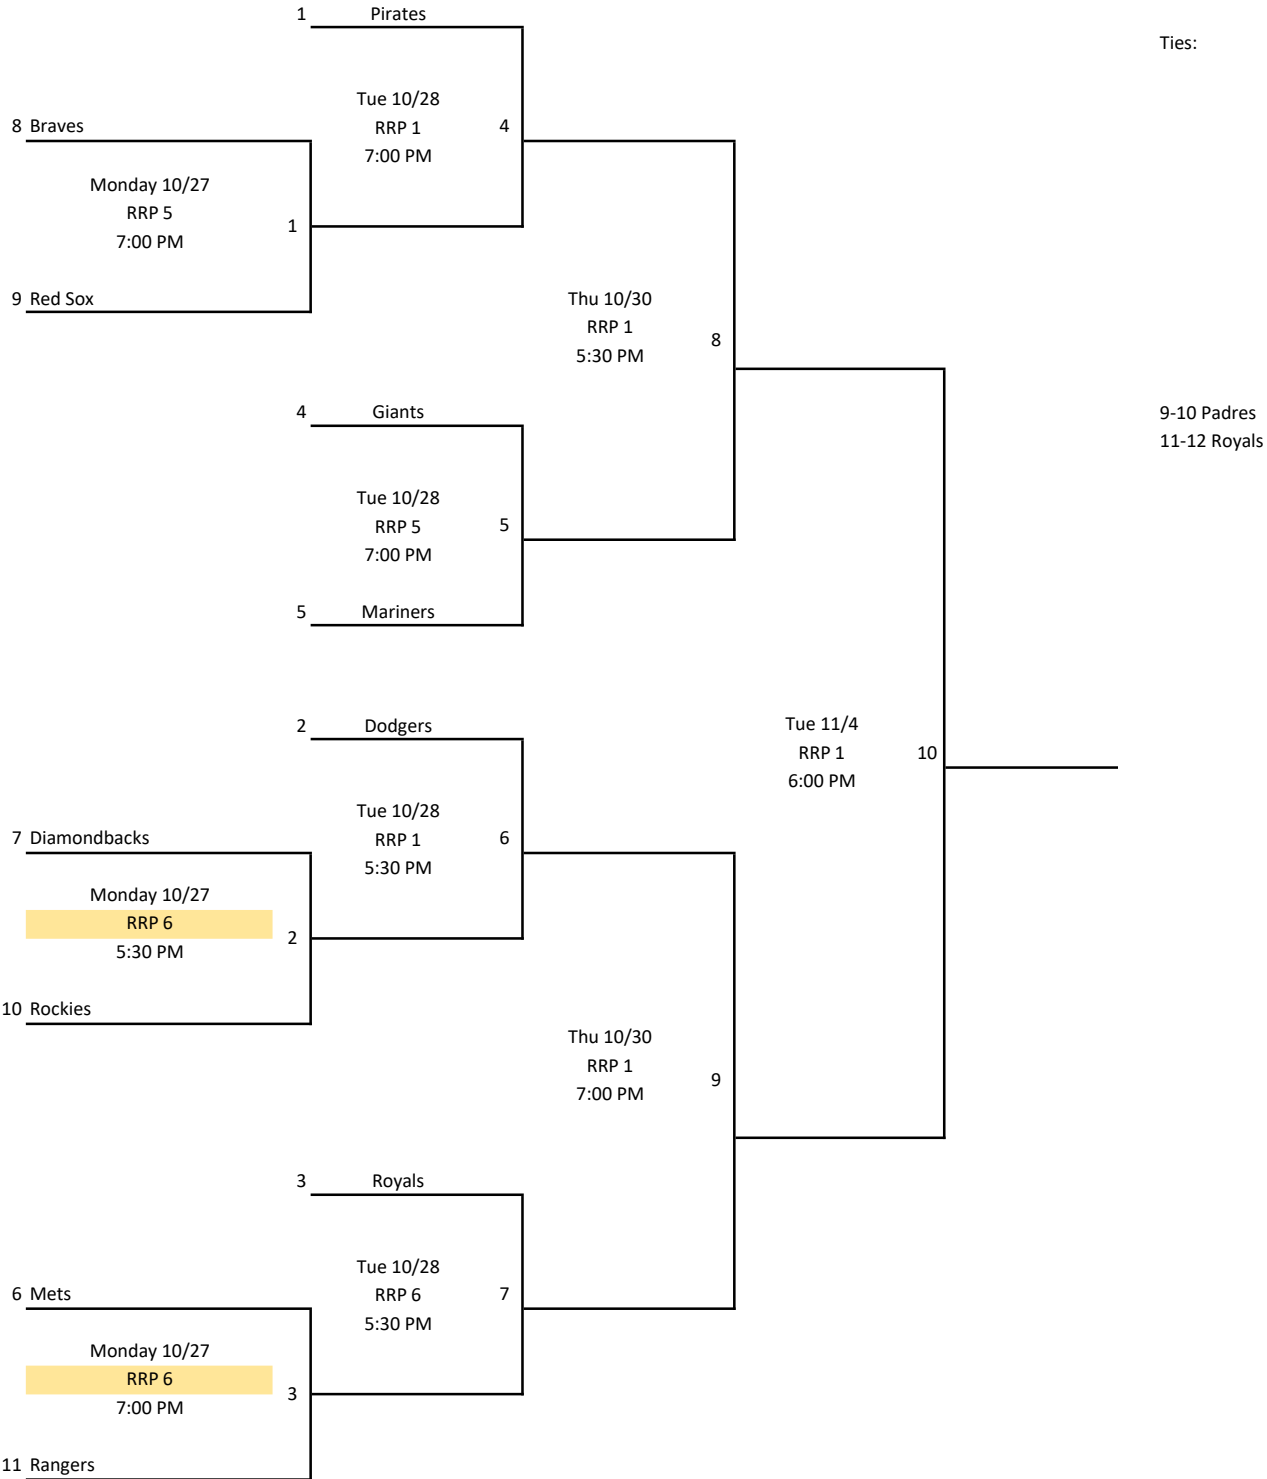 1 Pirates
Ties:
Tue 10/28
RRP 1
7:00 PM
4
8 Braves
Monday 10/27
RRP 5
7:00 PM
1
9 Red Sox
Thu 10/30
RRP 1
5:30 PM
8
4 Giants
9-10 Padres
11-12 Royals
Tue 10/28
RRP 5
7:00 PM
5
5 Mariners
2 Dodgers
Tue 11/4
RRP 1
6:00 PM
10
Tue 10/28
RRP 1
5:30 PM
6
7 Diamondbacks
Monday 10/27
RRP 6
5:30 PM
2
10 Rockies
Thu 10/30
RRP 1
7:00 PM
9
3 Royals
Tue 10/28
RRP 6
5:30 PM
7
6 Mets
Monday 10/27
RRP 6
7:00 PM
3
11 Rangers